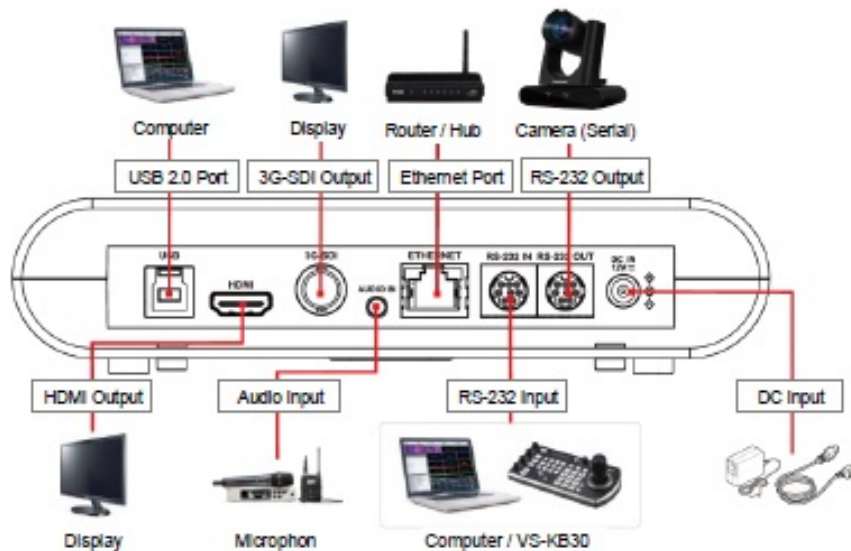 Computer
Display
Router / Hub
Camera (Serial)
USB 2.0 Port
3G-SDI Output
Ethernet Port
RS-232 Output
USB
HDMI
3G-SDI
AUDIO IN
ETHERNET
RS-232 IN
RS-232 OUT
DC IN
12V
HDMI Output
Audio Input
RS-232 Input
DC Input
Display
Microphon
Computer / VS-KB30